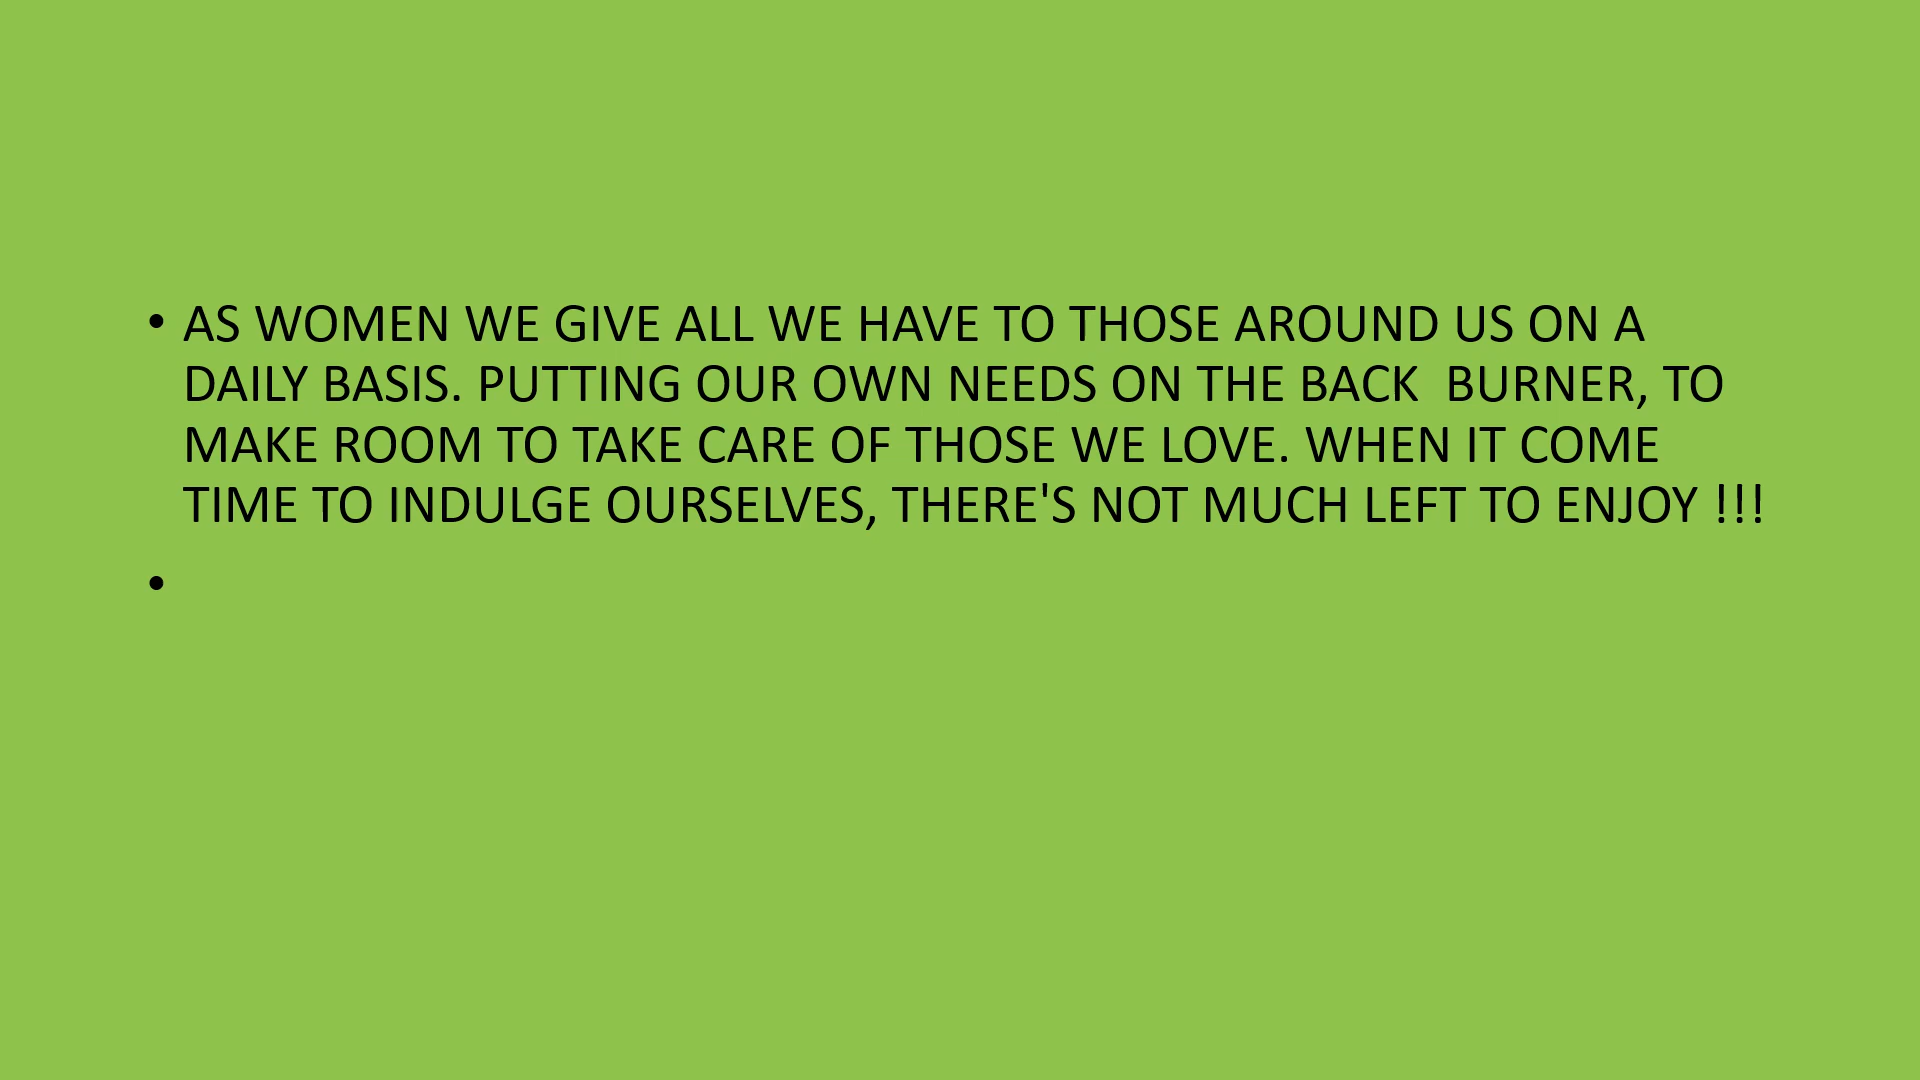 • AS WOMEN WE GIVE ALL WE HAVE TO THOSE AROUND US ON A
DAILY BASIS. PUTTING OUR OWN NEEDS ON THE BACK  BURNER, TO
MAKE ROOM TO TAKE CARE OF THOSE WE LOVE. WHEN IT COME
TIME TO INDULGE OURSELVES, THERE'S NOT MUCH LEFT TO ENJOY !!!
•